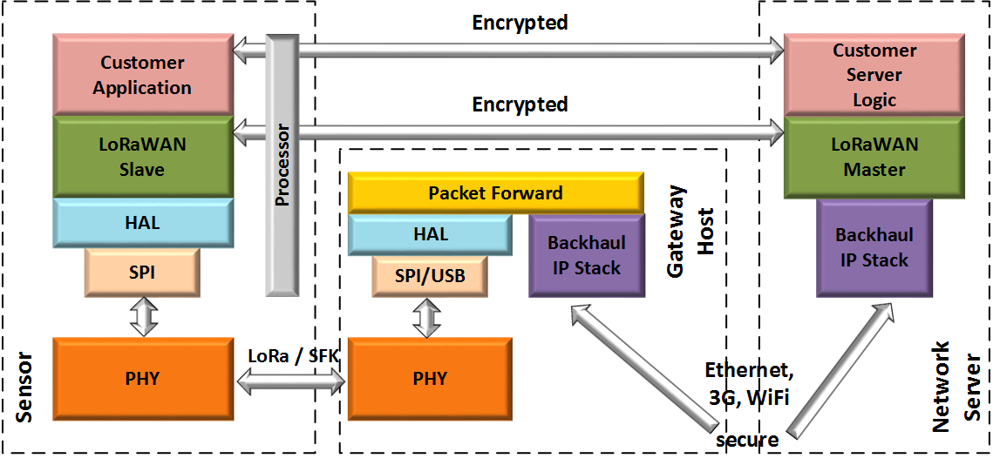 Encrypted
Customer
Application
Customer
Server
Logic
Encrypted
LoRaWAN
Slave
Processor
LoRaWAN
Master
Packet Forward
HAL
HAL
Backhaul
IP Stack
Gateway
Host
Backhaul
IP Stack
SPI
SPI/USB
Sensor
PHY
LoRa / SFK
PHY
Ethernet,
3G, WiFi
secure
Network
Server